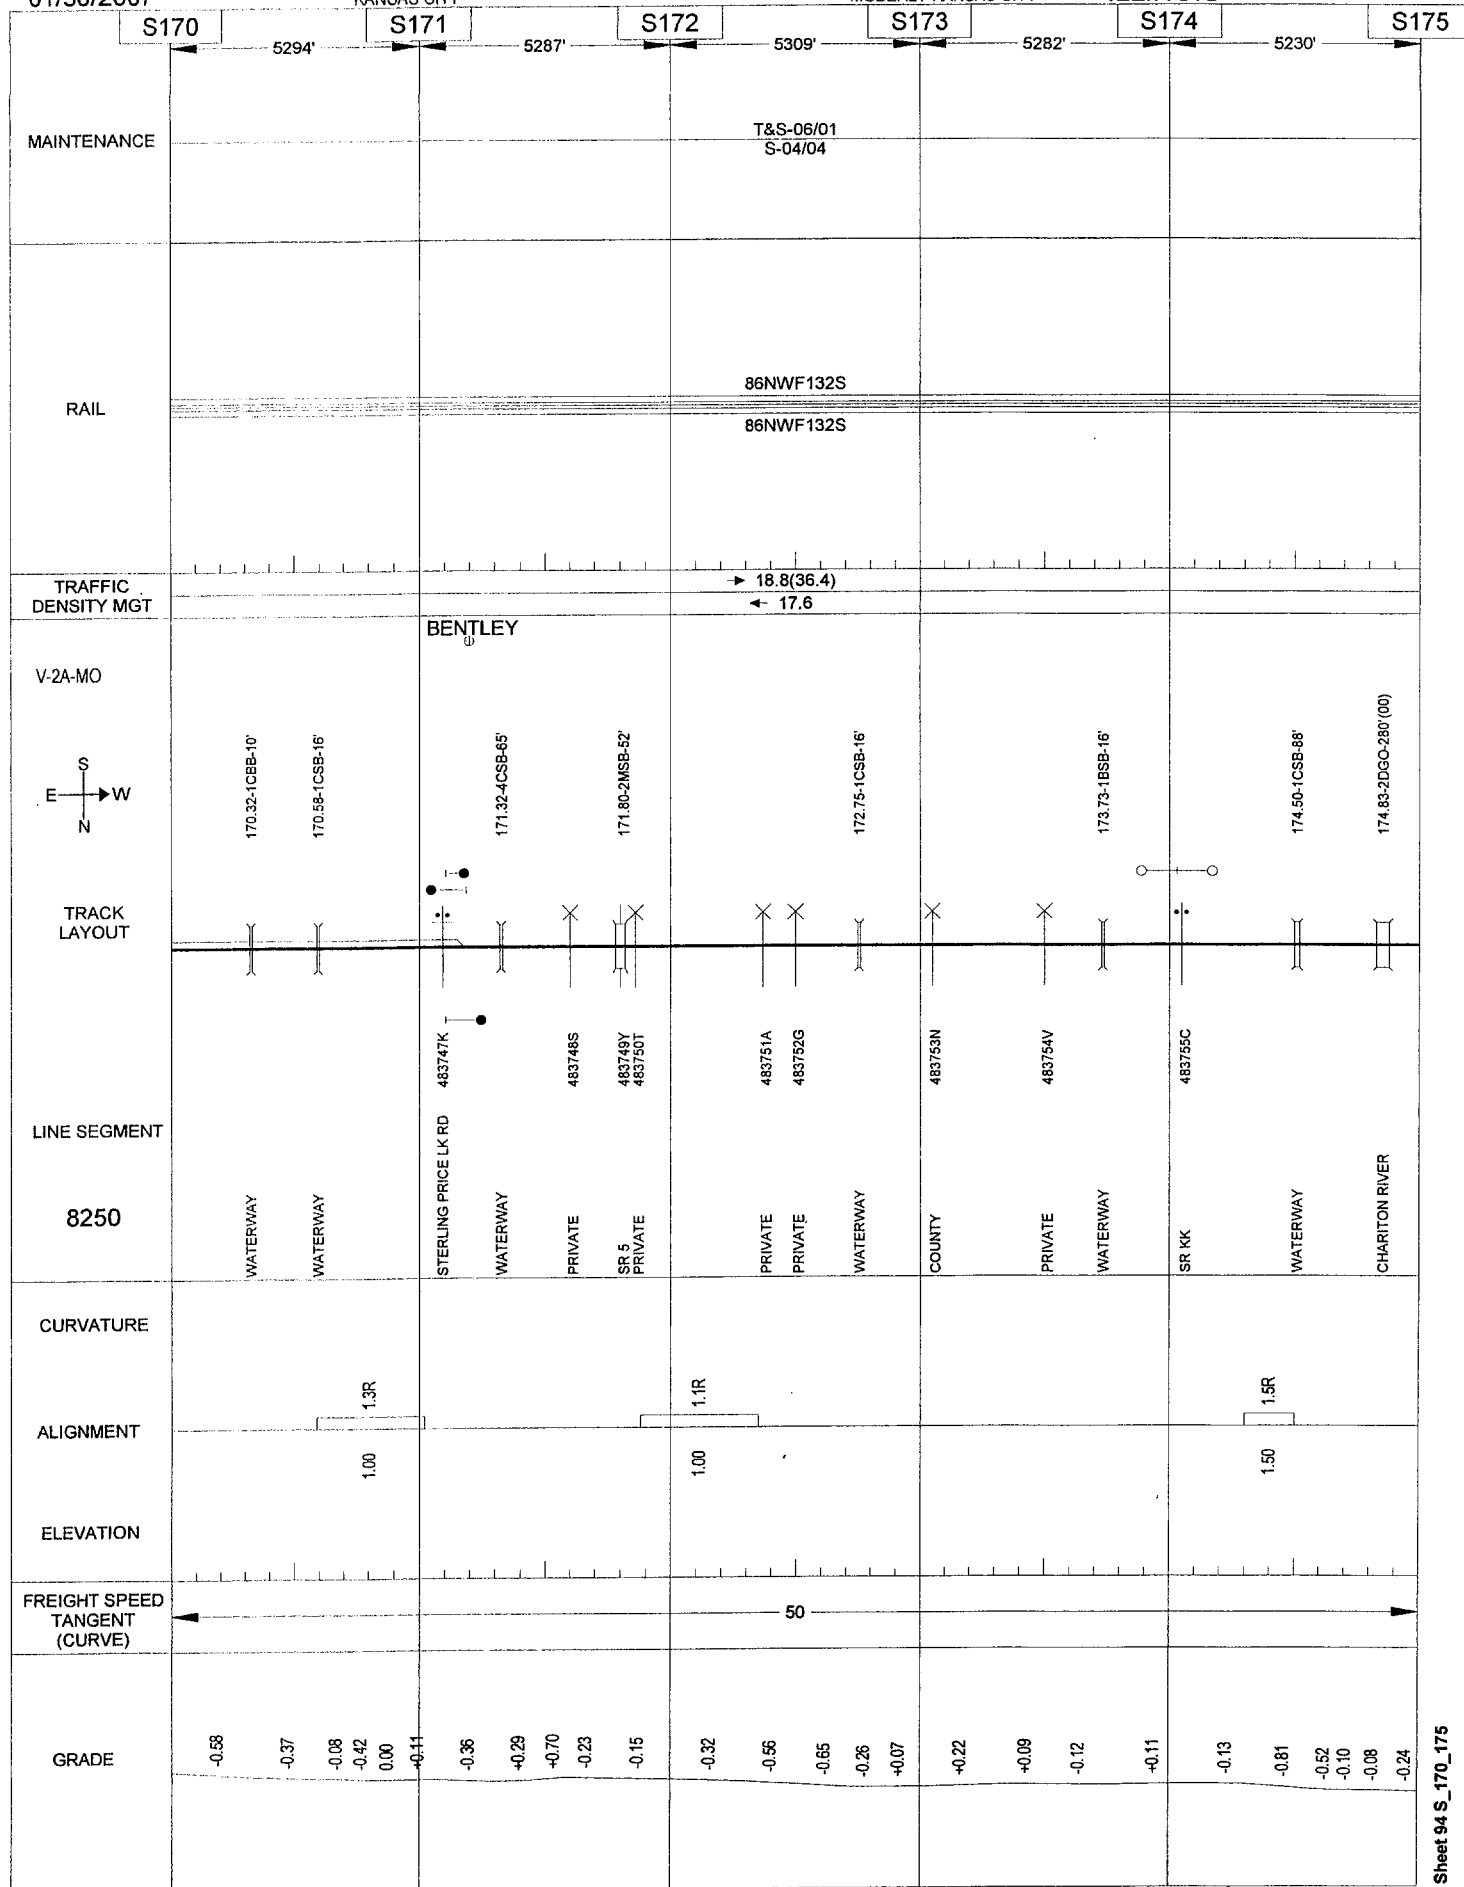 S170 S171 S172 S173 S174 S175
5294' 5287' 5309' 5282' 5230'
MAINTENANCE
T&S-06/01
S-04/04
RAIL
86NWF132S
86NWF132S
TRAFFIC
DENSITY MGT
18.8(36.4)
17.6
BENTLEY
V-2A-MO
S
E W
N
170.32-1CBB-10'
170.58-1CSB-16'
171.32-4CSB-65'
171.80-2MSB-52'
172.75-1CSB-16'
173.73-1BSB-16'
174.50-1CSB-88'
174.83-2DGO-280'(00)
TRACK
LAYOUT
483747K
483748S
483749Y
483750T
483751A
483752G
483753N
483754V
483755C
LINE SEGMENT
8250
WATERWAY
WATERWAY
STERLING PRICE LK RD
WATERWAY
PRIVATE
SR 5
PRIVATE
PRIVATE
PRIVATE
WATERWAY
COUNTY
PRIVATE
WATERWAY
SR KK
WATERWAY
CHARITON RIVER
CURVATURE
1.3R
1.1R
1.5R
ALIGNMENT
1.00
1.00
1.50
ELEVATION
FREIGHT SPEED
TANGENT
(CURVE)
50
GRADE
-0.58
-0.37
-0.08
-0.42
0.00
+0.11
-0.36
+0.29
+0.70
-0.23
-0.15
-0.32
-0.56
-0.65
-0.26
+0.07
+0.22
+0.09
-0.12
+0.11
-0.13
-0.81
-0.52
-0.10
-0.08
-0.24
Sheet 94 S_170_175